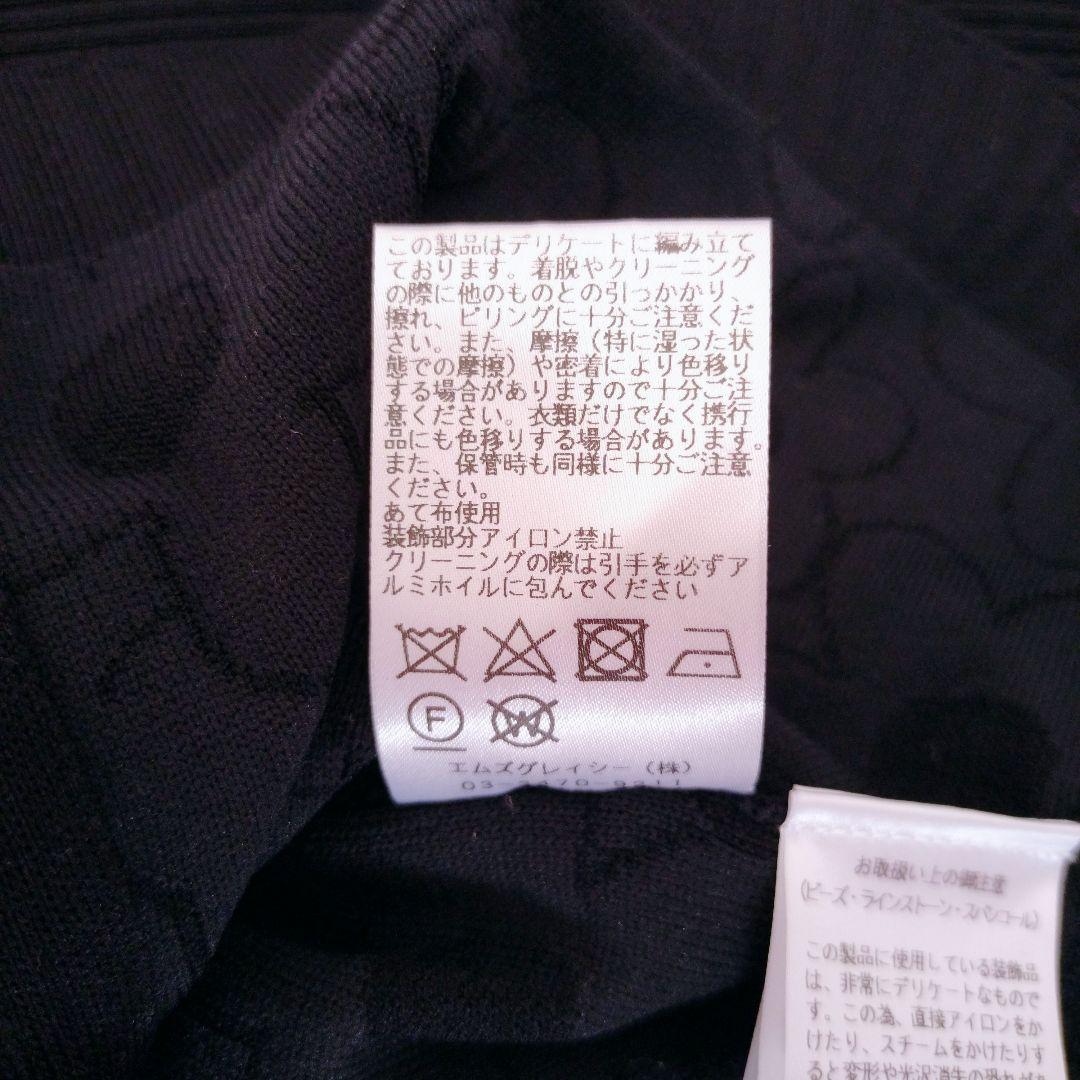 この製品はデリケートに編み立て
ております。着脱やクリーニング
の際に他のものとの引っかかり、
擦れ、ピリングに十分ご注意くだ
さい。また、摩擦（特に湿った状
態での摩擦）や密着により色移り
する場合がありますので十分ご注
意ください。衣類だけでなく携行
品にも色移りする場合があります。
また、保管時も同様に十分ご注意
ください。
あて布使用
装飾部分アイロン禁止
クリーニングの際は引手を必ずア
ルミホイルに包んでください
F W
エムズグレイシー（株）
お取扱い上の御注意
（ビーズ・ラインストーン・スパンコール）
この製品に使用している装飾品
は、非常にデリケートなもので
す。この為、直接アイロンをか
けたり、スチームをかけたりす
ると変形や光沢消失の恐れがあ